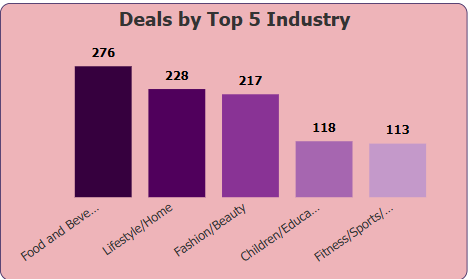 Deals by Top 5 Industry
276
228
217
118
113
Food and Beve...
Lifestyle/Home
Fashion/Beauty
Children/Educa...
Fitness/Sports/...